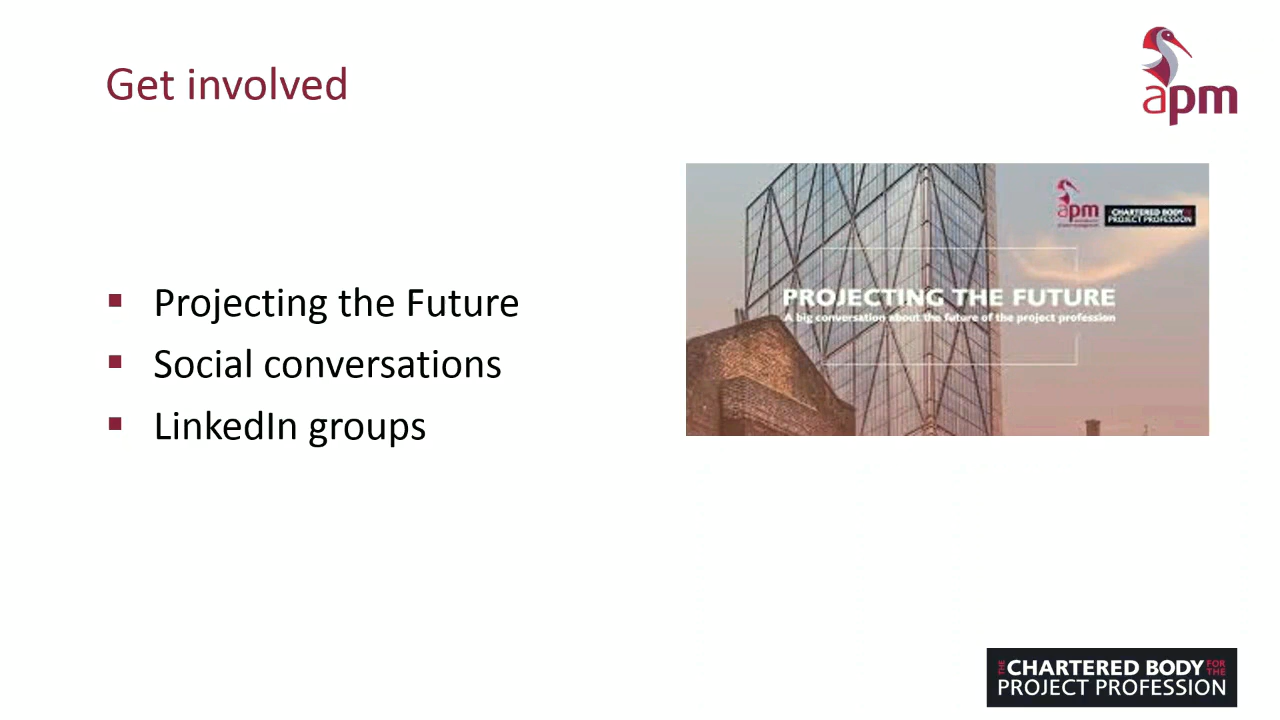 Get involved
apm
Projecting the Future
Social conversations
LinkedIn groups
apm
CHARTERED BODY
PROJECT PROFESSION
PROJECTING THE FUTURE
A big conversation about the future of the project profession
THE CHARTERED BODY FOR THE
PROJECT PROFESSION